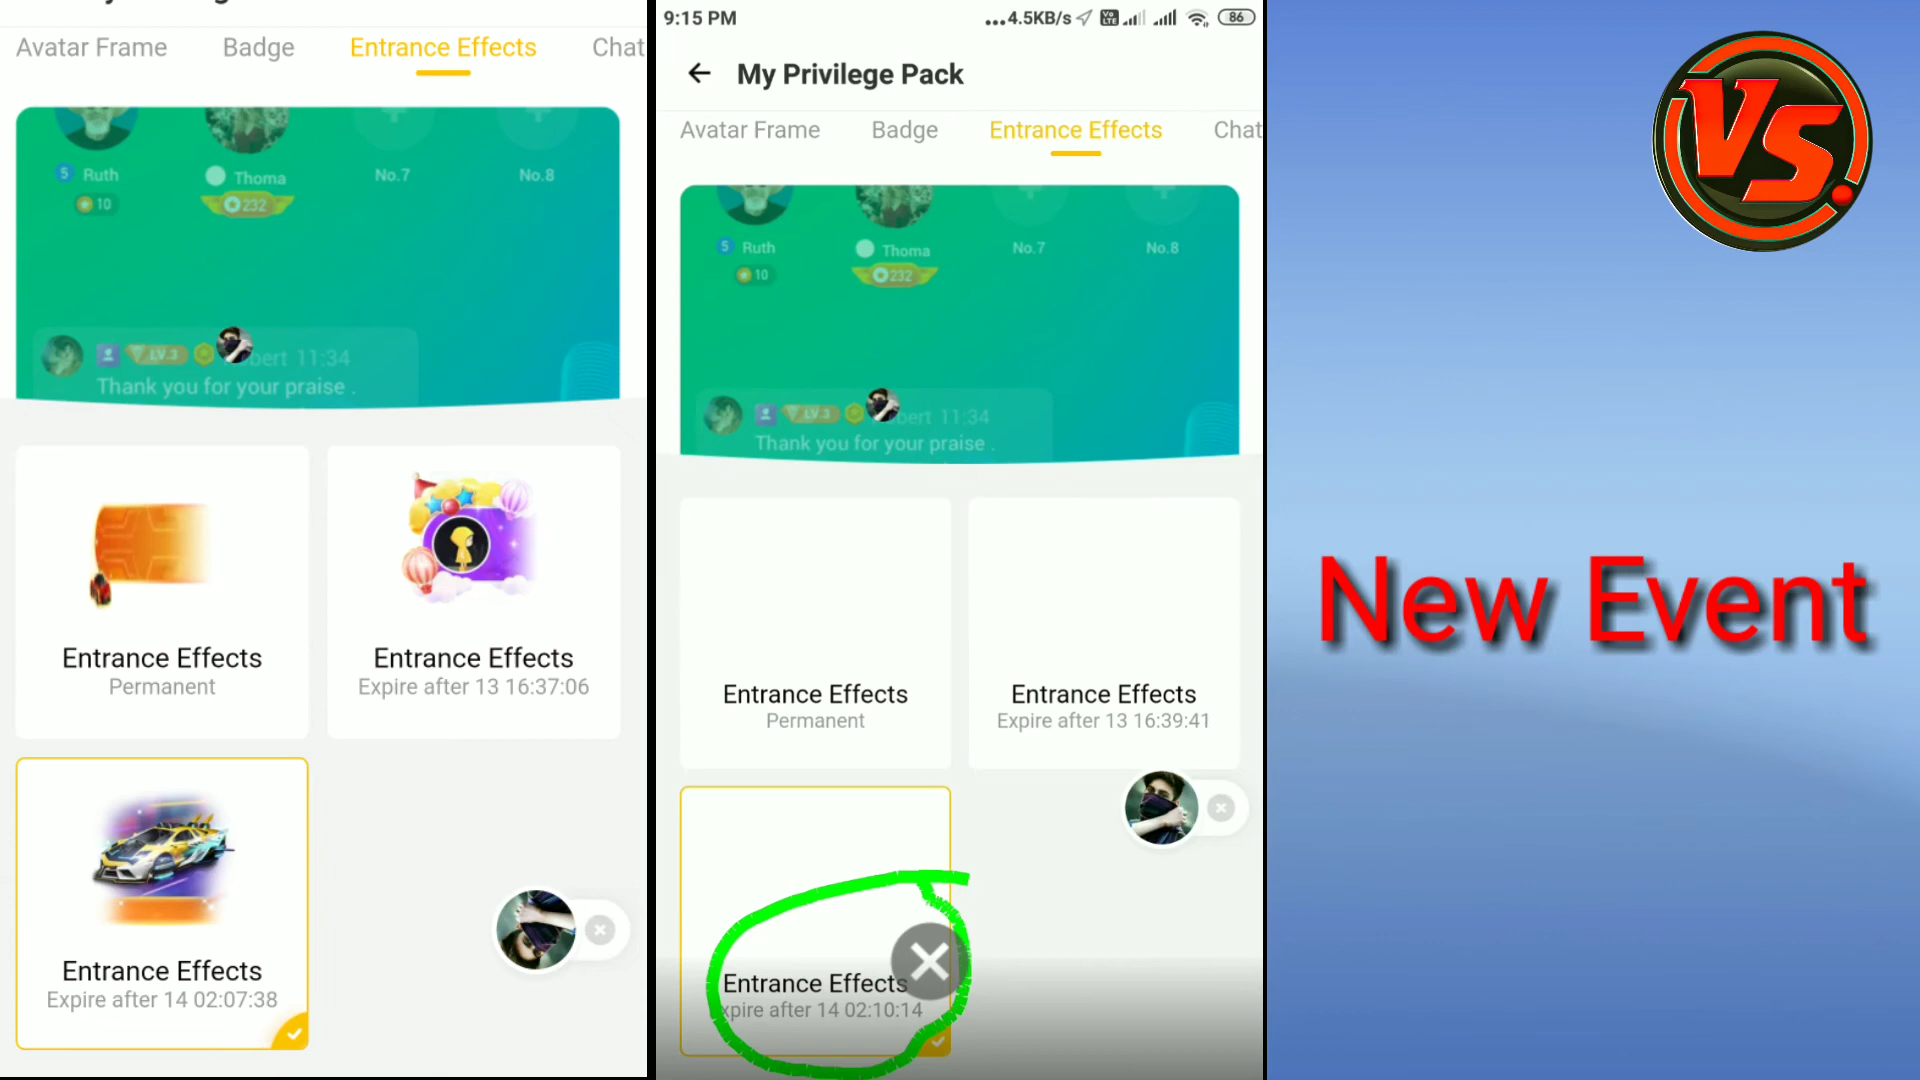 Avatar Frame Badge Entrance Effects Chat
5 Ruth
10
Thoma
232
No.7
No.8
LV.3 bert 11:34
Thank you for your praise .
Entrance Effects
Permanent
Entrance Effects
Expire after 13 16:37:06
Entrance Effects
Expire after 14 02:07:38
9:15 PM
...4.5KB/s
Vo LTE
86
My Privilege Pack
Avatar Frame Badge Entrance Effects Chat
5 Ruth
10
Thoma
232
No.7
No.8
LV.3 bert 11:34
Thank you for your praise .
Entrance Effects
Permanent
Entrance Effects
Expire after 13 16:39:41
Entrance Effects
xpire after 14 02:10:14
VS.
New Event